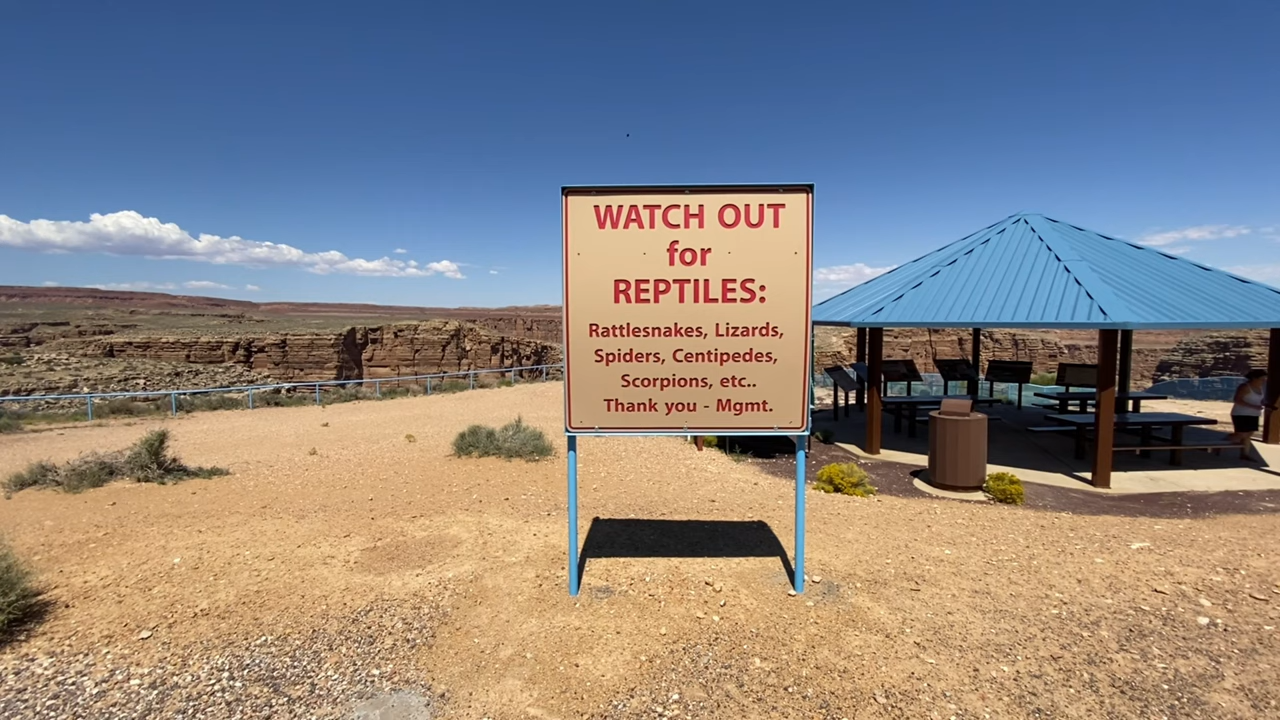 WATCH OUT
for
REPTILES:
Rattlesnakes, Lizards,
Spiders, Centipedes,
Scorpions, etc..
Thank you - Mgmt.